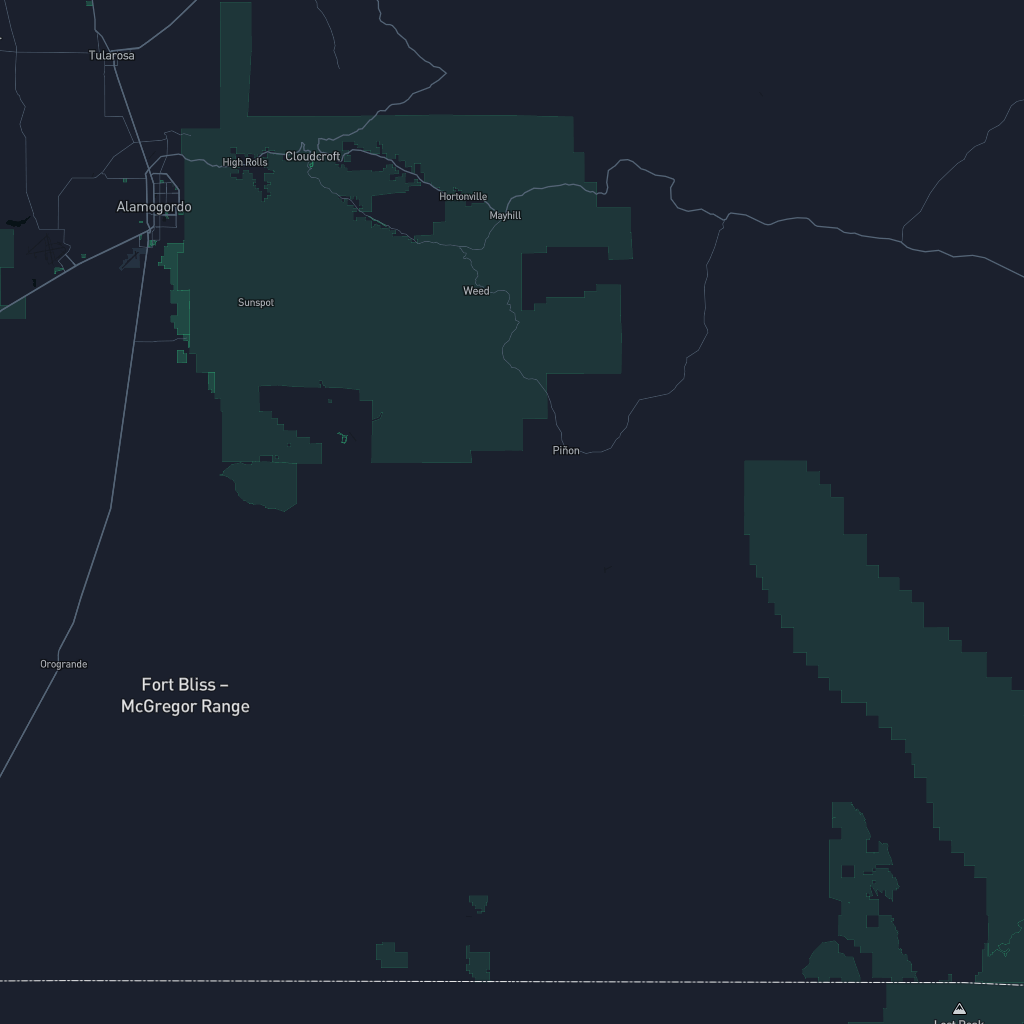 Tularosa
High Rolls
Cloudcroft
Hortonville
Alamogordo
Mayhill
Weed
Sunspot
Piñon
Orogrande
Fort Bliss –
McGregor Range